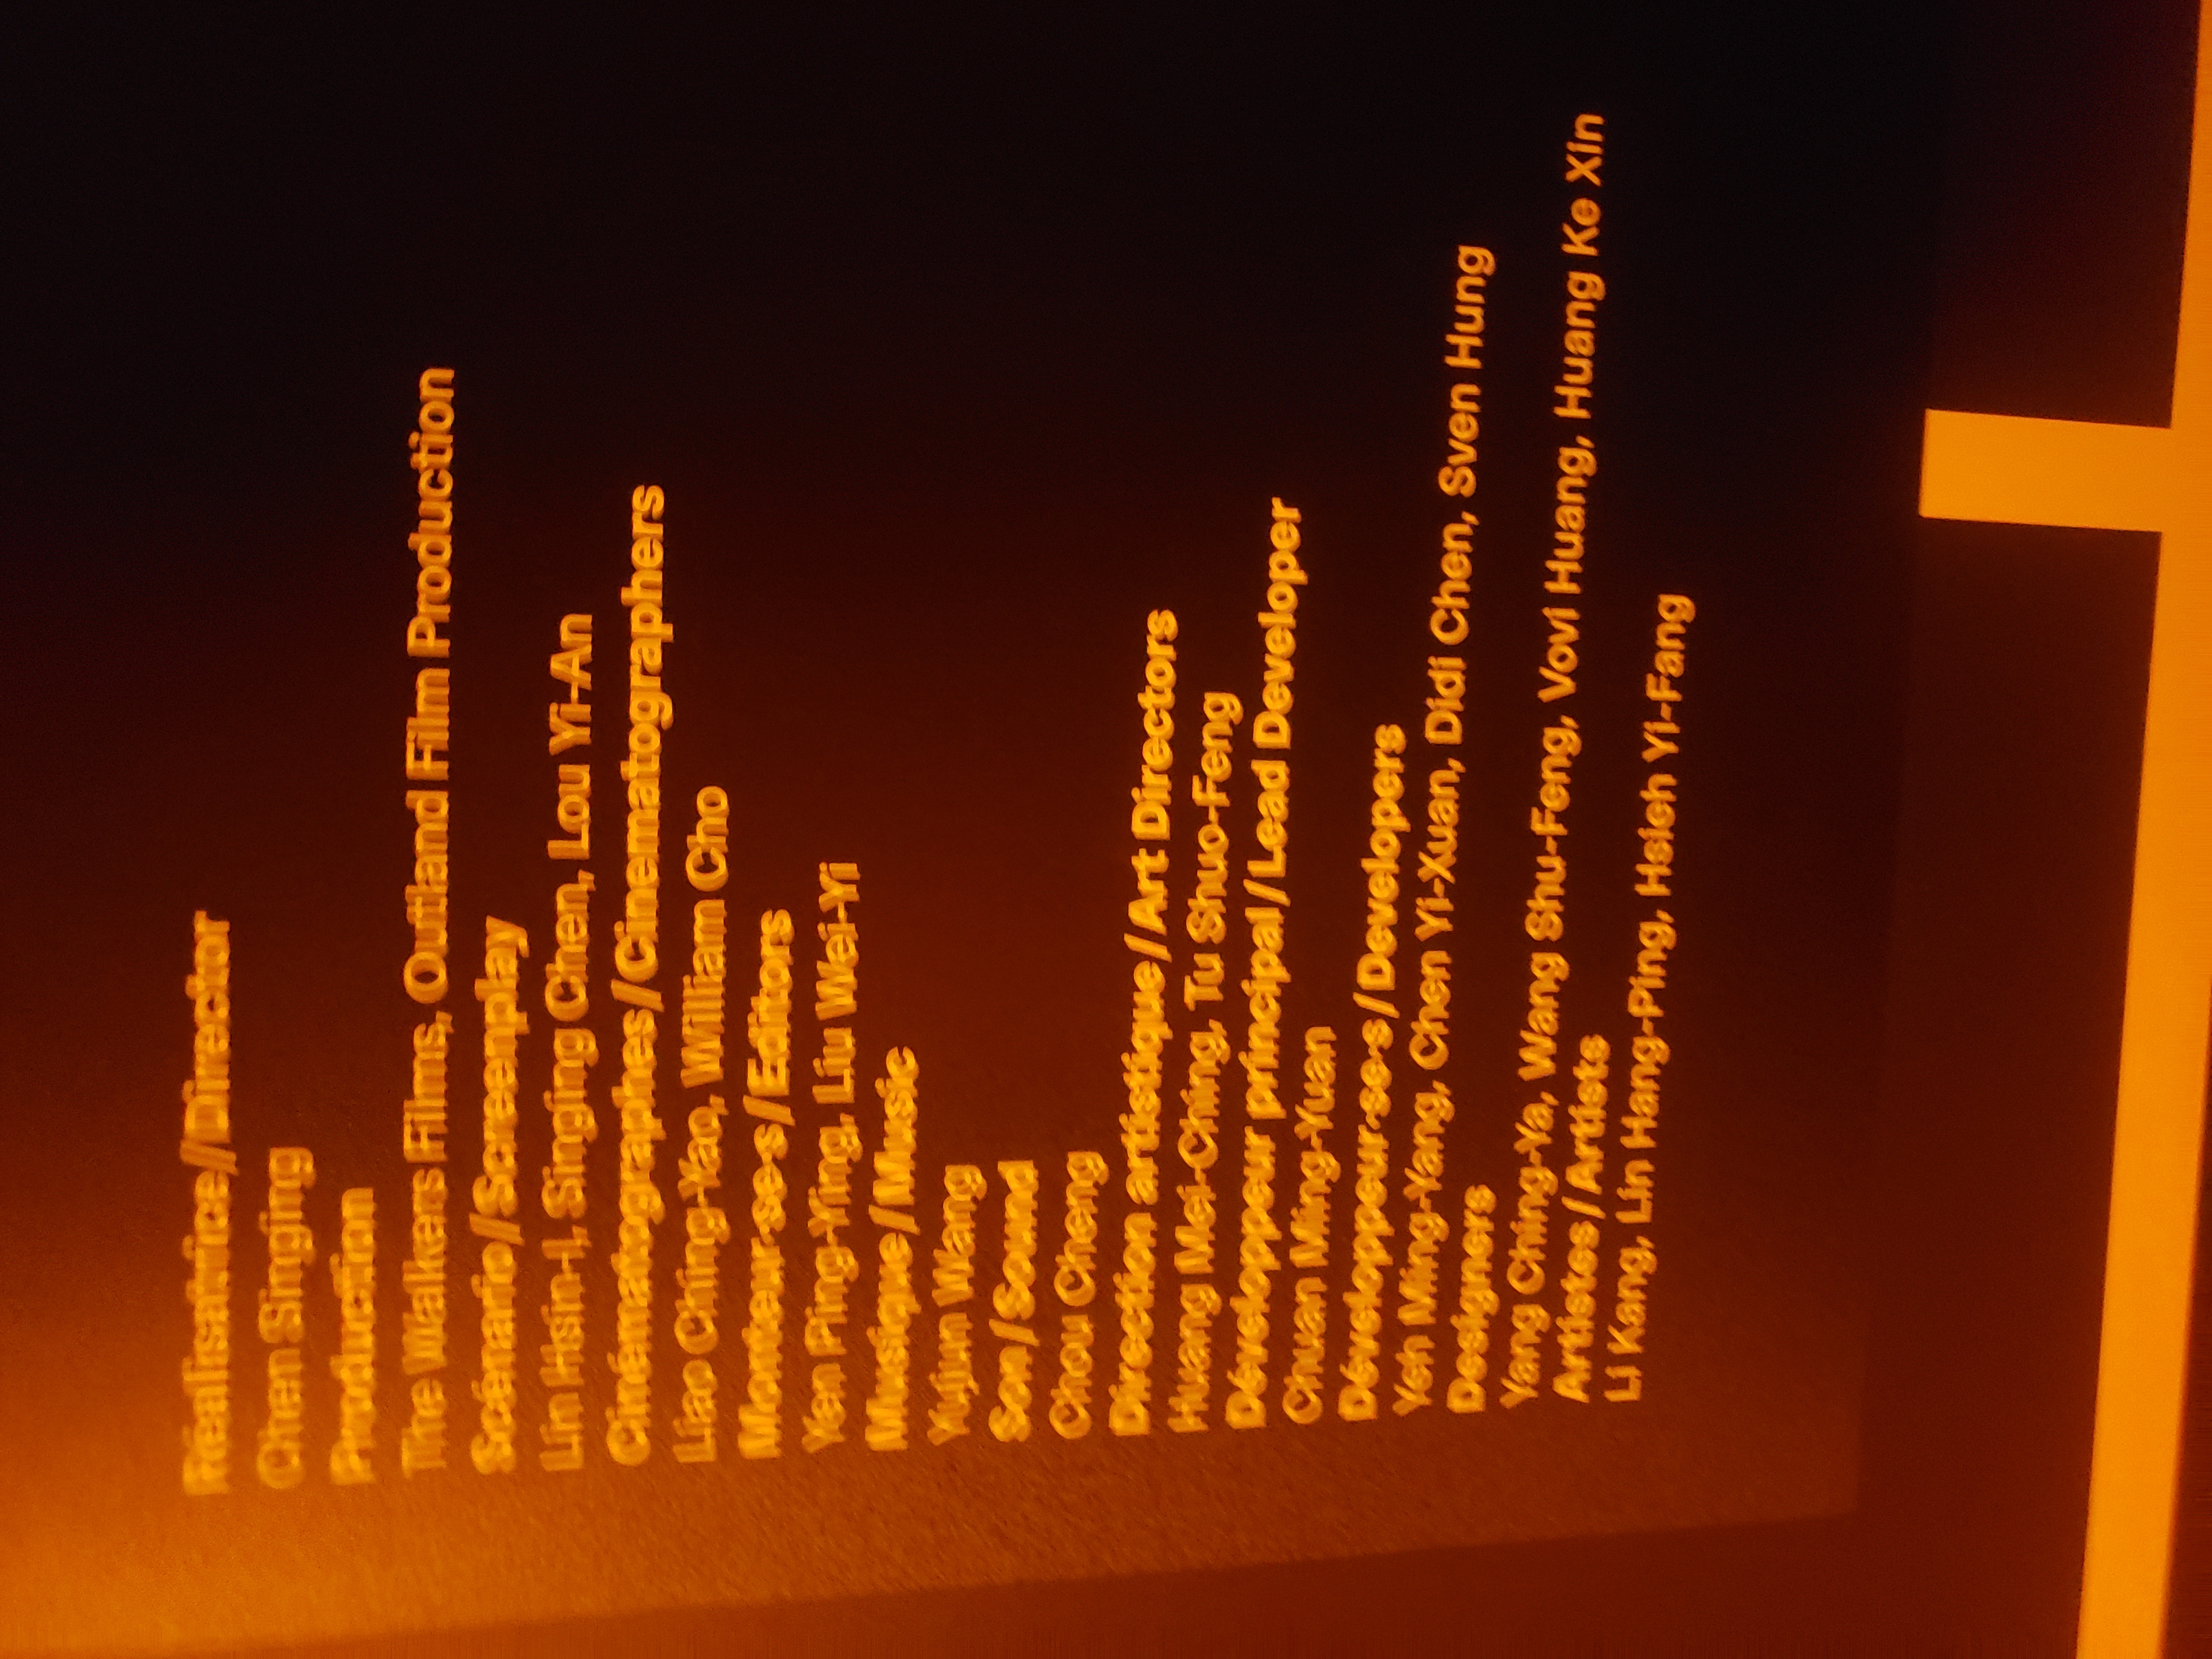 Réalisatrice/Director
Chen Singing
Production
The Walkers Films, Outland Film Production
Scénario/Screenplay
Lin Hsin-I, Singing Chen, Lou Yi-An
Cinématographes/Cinematographers
Liao Ching-Yao, William Cho
Monteur·se·s/Editors
Yen Ping-Ying, Liu Wei-Yi
Musique/Music
Yujun Wang
Son/Sound
Chou Cheng
Direction artistique/Art Directors
Huang Mei-Ching, Tu Shuo-Feng
Développeur principal/Lead Developer
Chuan Ming-Yuan
Développeur·se·s/Developers
Yeh Ming-Yang, Chen Yi-Xuan, Didi Chen, Sven Hung
Designers
Yang Ching-Ya, Wang Shu-Feng, Vovi Huang, Huang Ke Xin
Artistes/Artists
Li Kang, Lin Hang-Ping, Hsieh Yi-Fang